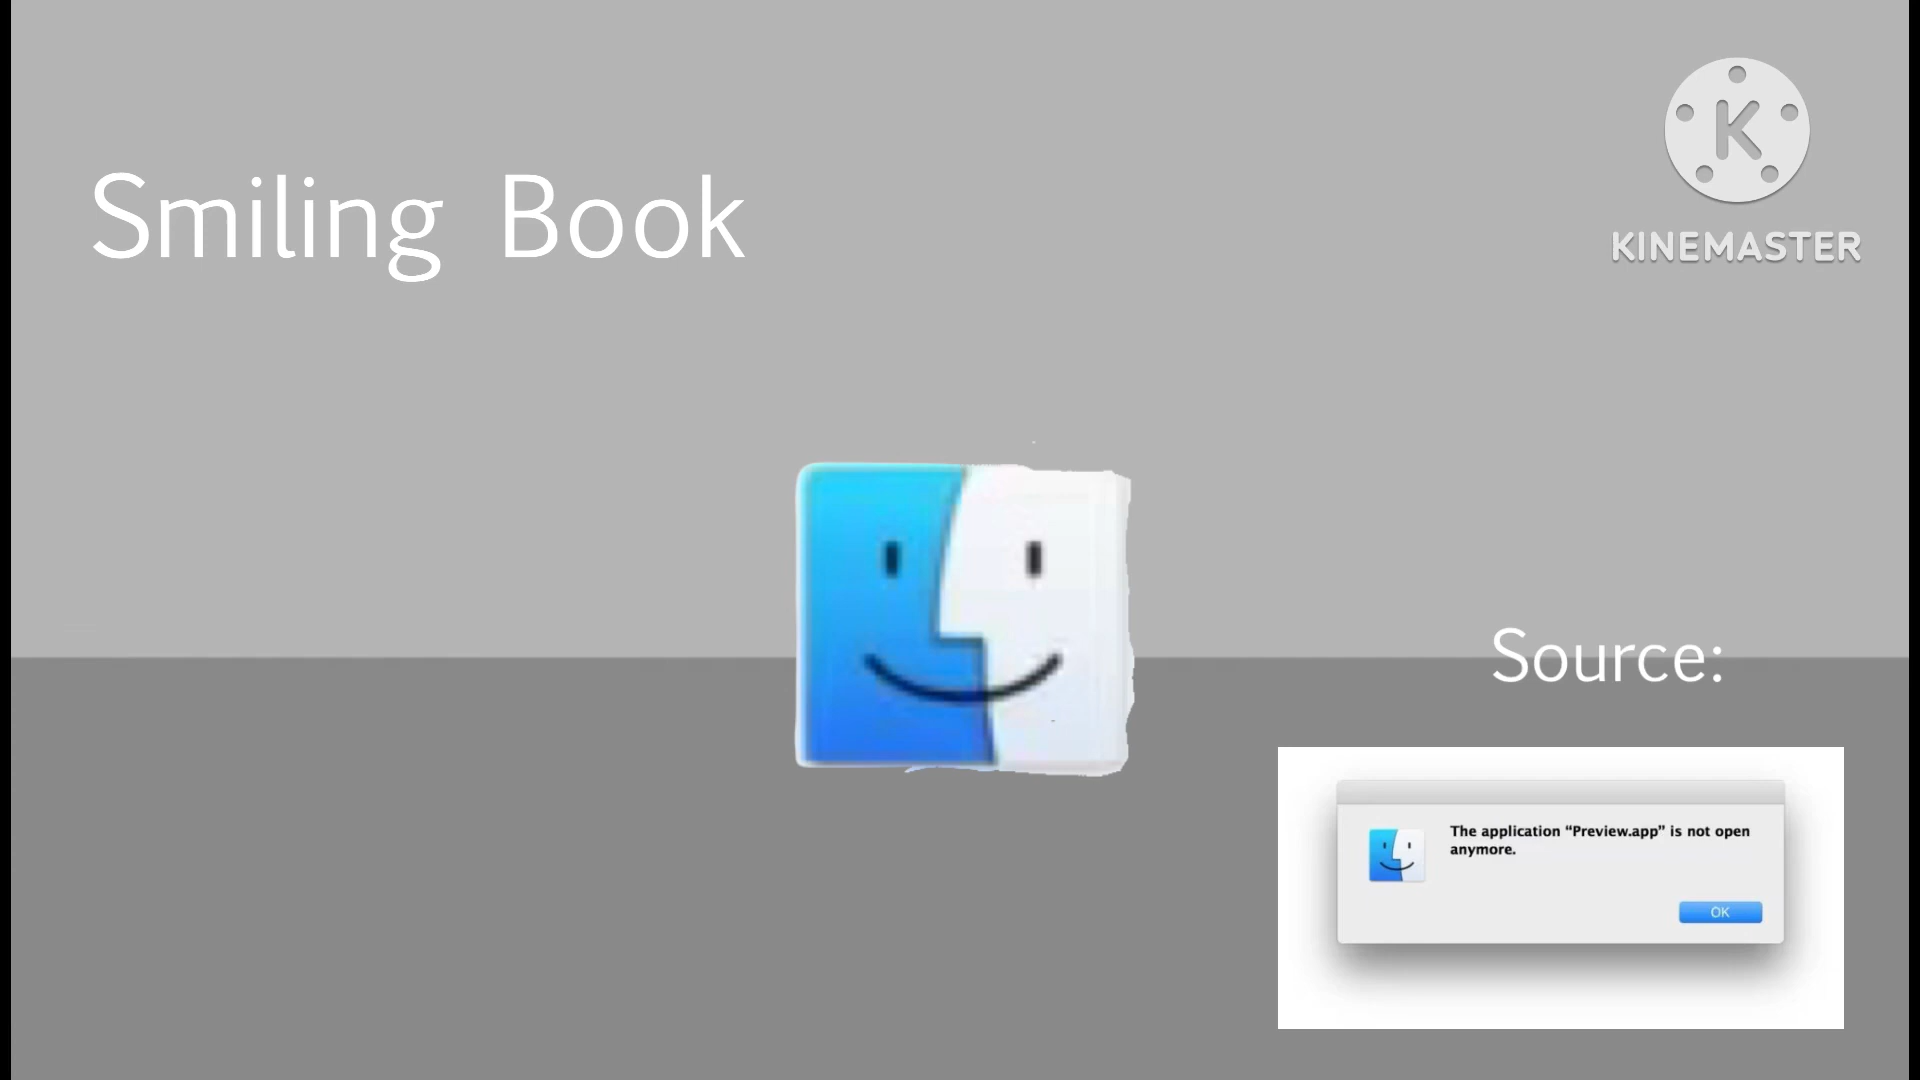 Smiling Book
K
KINEMASTER
Source:
The application “Preview.app” is not open
anymore.
OK